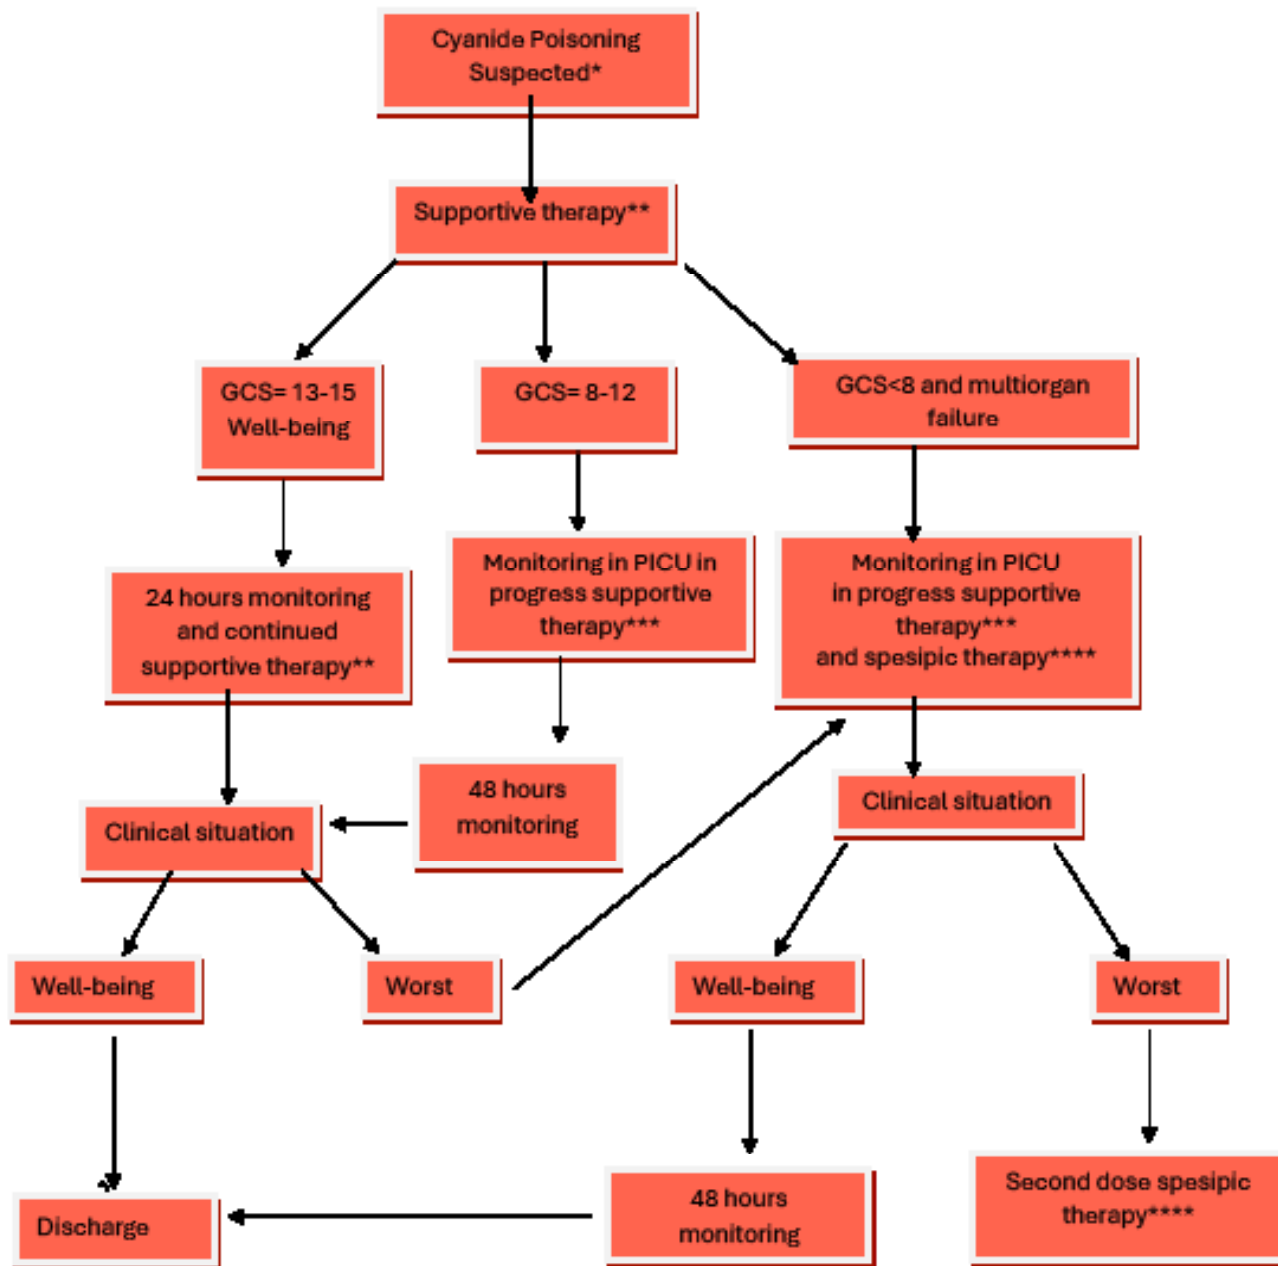 Cyanide Poisoning
Suspected*
Supportive therapy**
GCS= 13-15
Well-being
GCS= 8-12
GCS<8 and multiorgan
failure
24 hours monitoring
and continued
supportive therapy**
Monitoring in PICU in
progress supportive
therapy***
Monitoring in PICU
in progress supportive
therapy***
and spesipic therapy****
48 hours
monitoring
Clinical situation
Clinical situation
Well-being
Worst
Well-being
Worst
Discharge
48 hours
monitoring
Second dose spesipic
therapy****